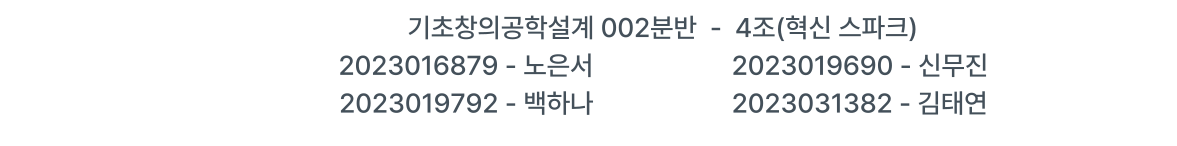 기초창의공학설계 002분반 - 4조(혁신 스파크)
2023016879 - 노은서 2023019690 - 신무진
2023019792 - 백하나 2023031382 - 김태연